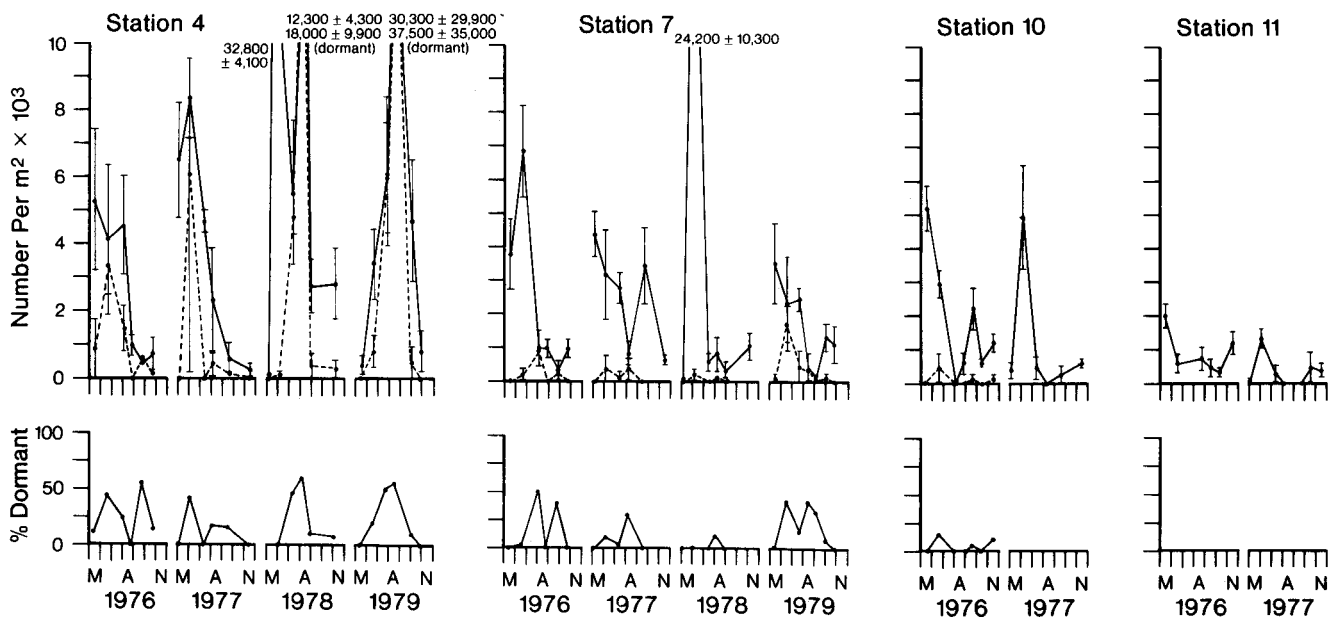 Station 4
Station 7
Station 10
Station 11
12,300 ± 4,300
30,300 ± 29,900
18,000 ± 9,900
37,500 ± 35,000
(dormant)
(dormant)
32,800
± 4,100
24,200 ± 10,300
Number Per m² × 10³
10
8
6
4
2
0
% Dormant
100
50
0
M A N M A N M A N M A N
1976 1977 1978 1979
M A N M A N M A N M A N
1976 1977 1978 1979
M A N M A N
1976 1977
M A N M A N
1976 1977